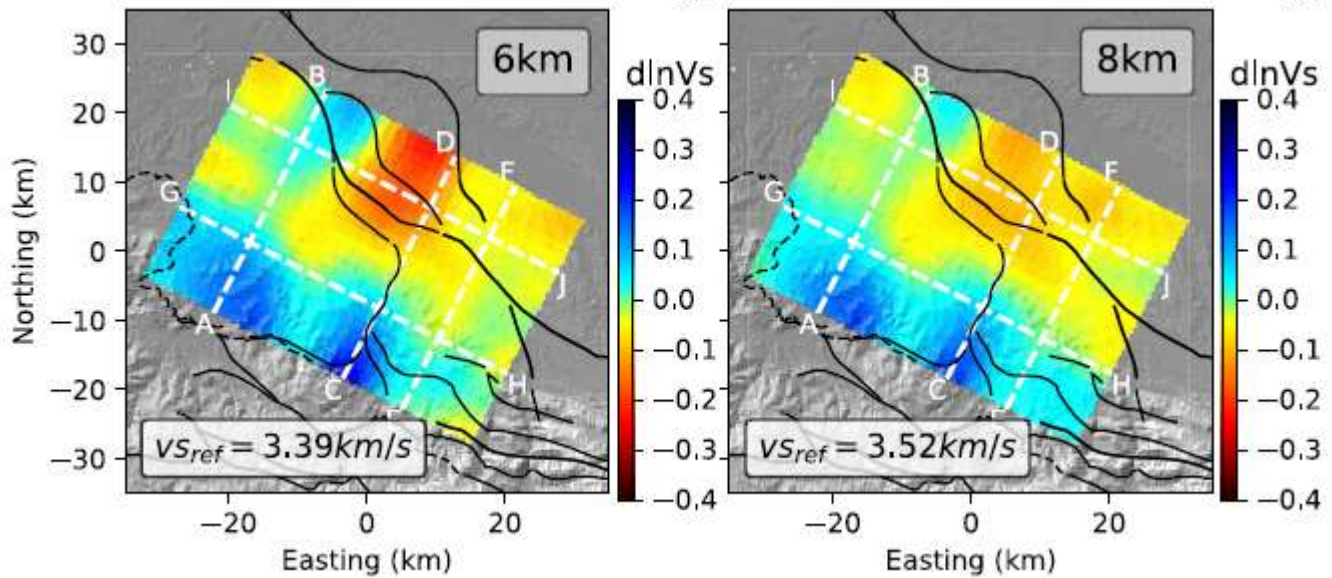 6km
dlnVs
0.4
0.3
0.2
0.1
0.0
−0.1
−0.2
−0.3
−0.4
30
20
10
0
−10
−20
−30
Northing (km)
I
B
D
F
G
J
A
C
E
H
vs_ref = 3.39km/s
−20
0
20
Easting (km)
8km
dlnVs
0.4
0.3
0.2
0.1
0.0
−0.1
−0.2
−0.3
−0.4
I
B
D
F
G
J
A
C
E
H
vs_ref = 3.52km/s
−20
0
20
Easting (km)